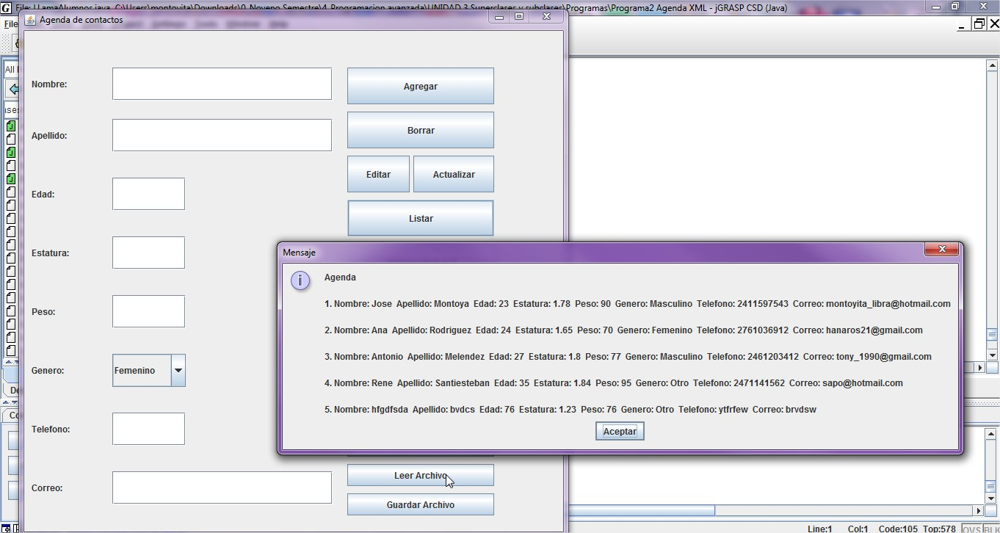 File: LLamaAlumnos.java C:\Users\montoyita\Downloads\0. Noveno Semestre\4. Programacion avanzada\UNIDAD 3 Superclases y subclases\Programas\Programa2 Agenda XML - jGRASP CSD (Java)
Agenda de contactos
File
All
Nombre:
Agregar
Apellido:
Borrar
Editar Actualizar
Edad:
Listar
Estatura:
Mensaje
Agenda
1. Nombre: Jose Apellido: Montoya Edad: 23 Estatura: 1.78 Peso: 90 Genero: Masculino Telefono: 2411597543 Correo: montoyita_libra@hotmail.com
Peso:
2. Nombre: Ana Apellido: Rodriguez Edad: 24 Estatura: 1.65 Peso: 70 Genero: Femenino Telefono: 2761036912 Correo: hanaros21@gmail.com
3. Nombre: Antonio Apellido: Melendez Edad: 27 Estatura: 1.8 Peso: 77 Genero: Masculino Telefono: 2461203412 Correo: tony_1990@gmail.com
Genero: Femenino
4. Nombre: Rene Apellido: Santiesteban Edad: 35 Estatura: 1.84 Peso: 95 Genero: Otro Telefono: 2471141562 Correo: sapo@hotmail.com
5. Nombre: hfgdfsda Apellido: bvdcs Edad: 76 Estatura: 1.23 Peso: 76 Genero: Otro Telefono: ytfrfew Correo: brvdsw
Telefono:
Aceptar
Leer Archivo
Correo:
Guardar Archivo
Line:1 Col:1 Code:105 Top:578 OVS BLK